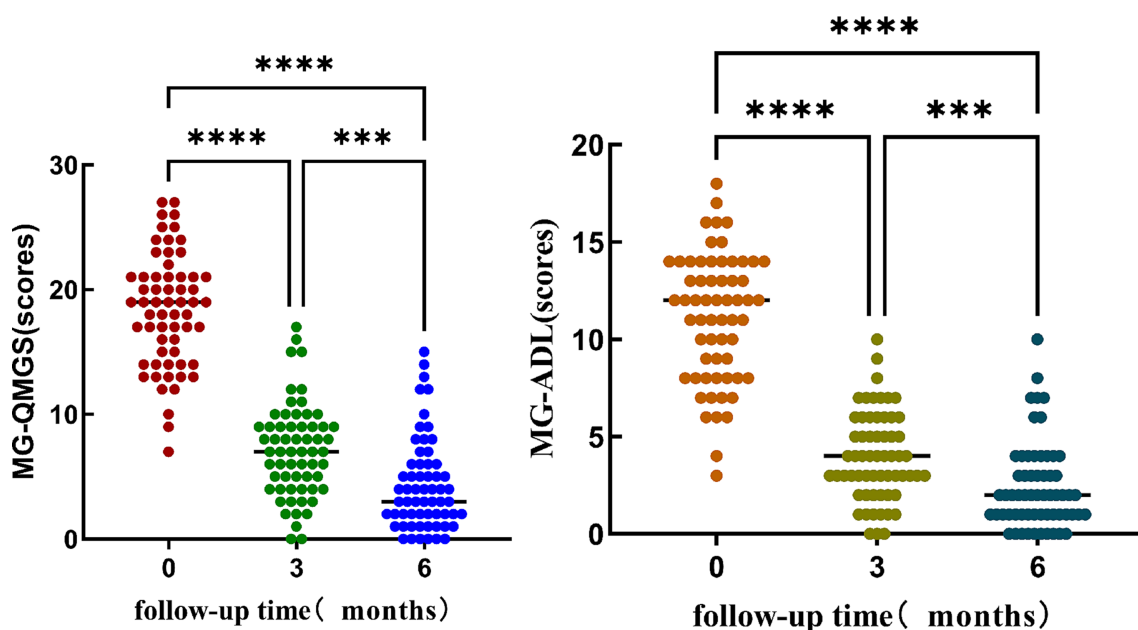 ****
**** ***
30
20
10
0
MG-QMGS(scores)
0 3 6
follow-up time( months)
****
**** ***
20
15
10
5
0
MG-ADL(scores)
0 3 6
follow-up time( months)